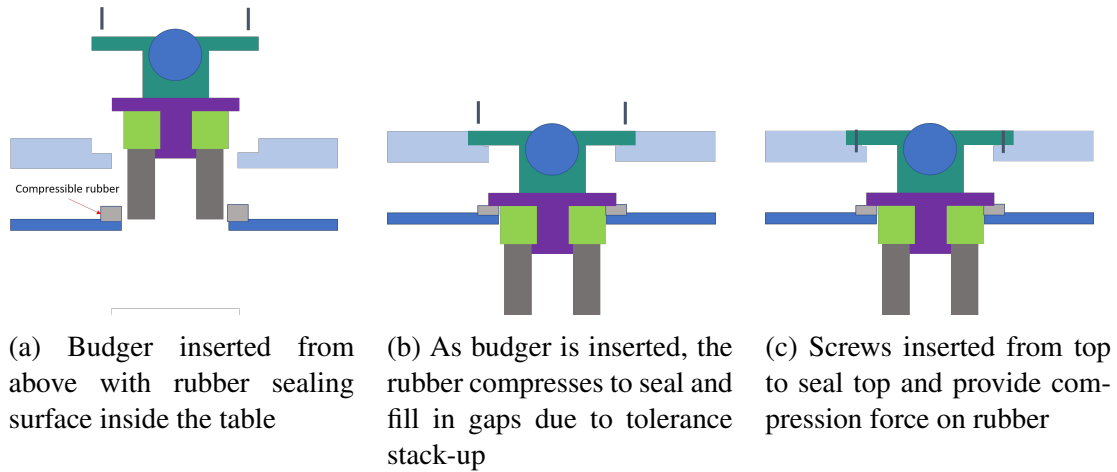 Compressible rubber
(a) Budger inserted from
above with rubber sealing
surface inside the table
(b) As budger is inserted, the
rubber compresses to seal and
fill in gaps due to tolerance
stack-up
(c) Screws inserted from top
to seal top and provide com-
pression force on rubber